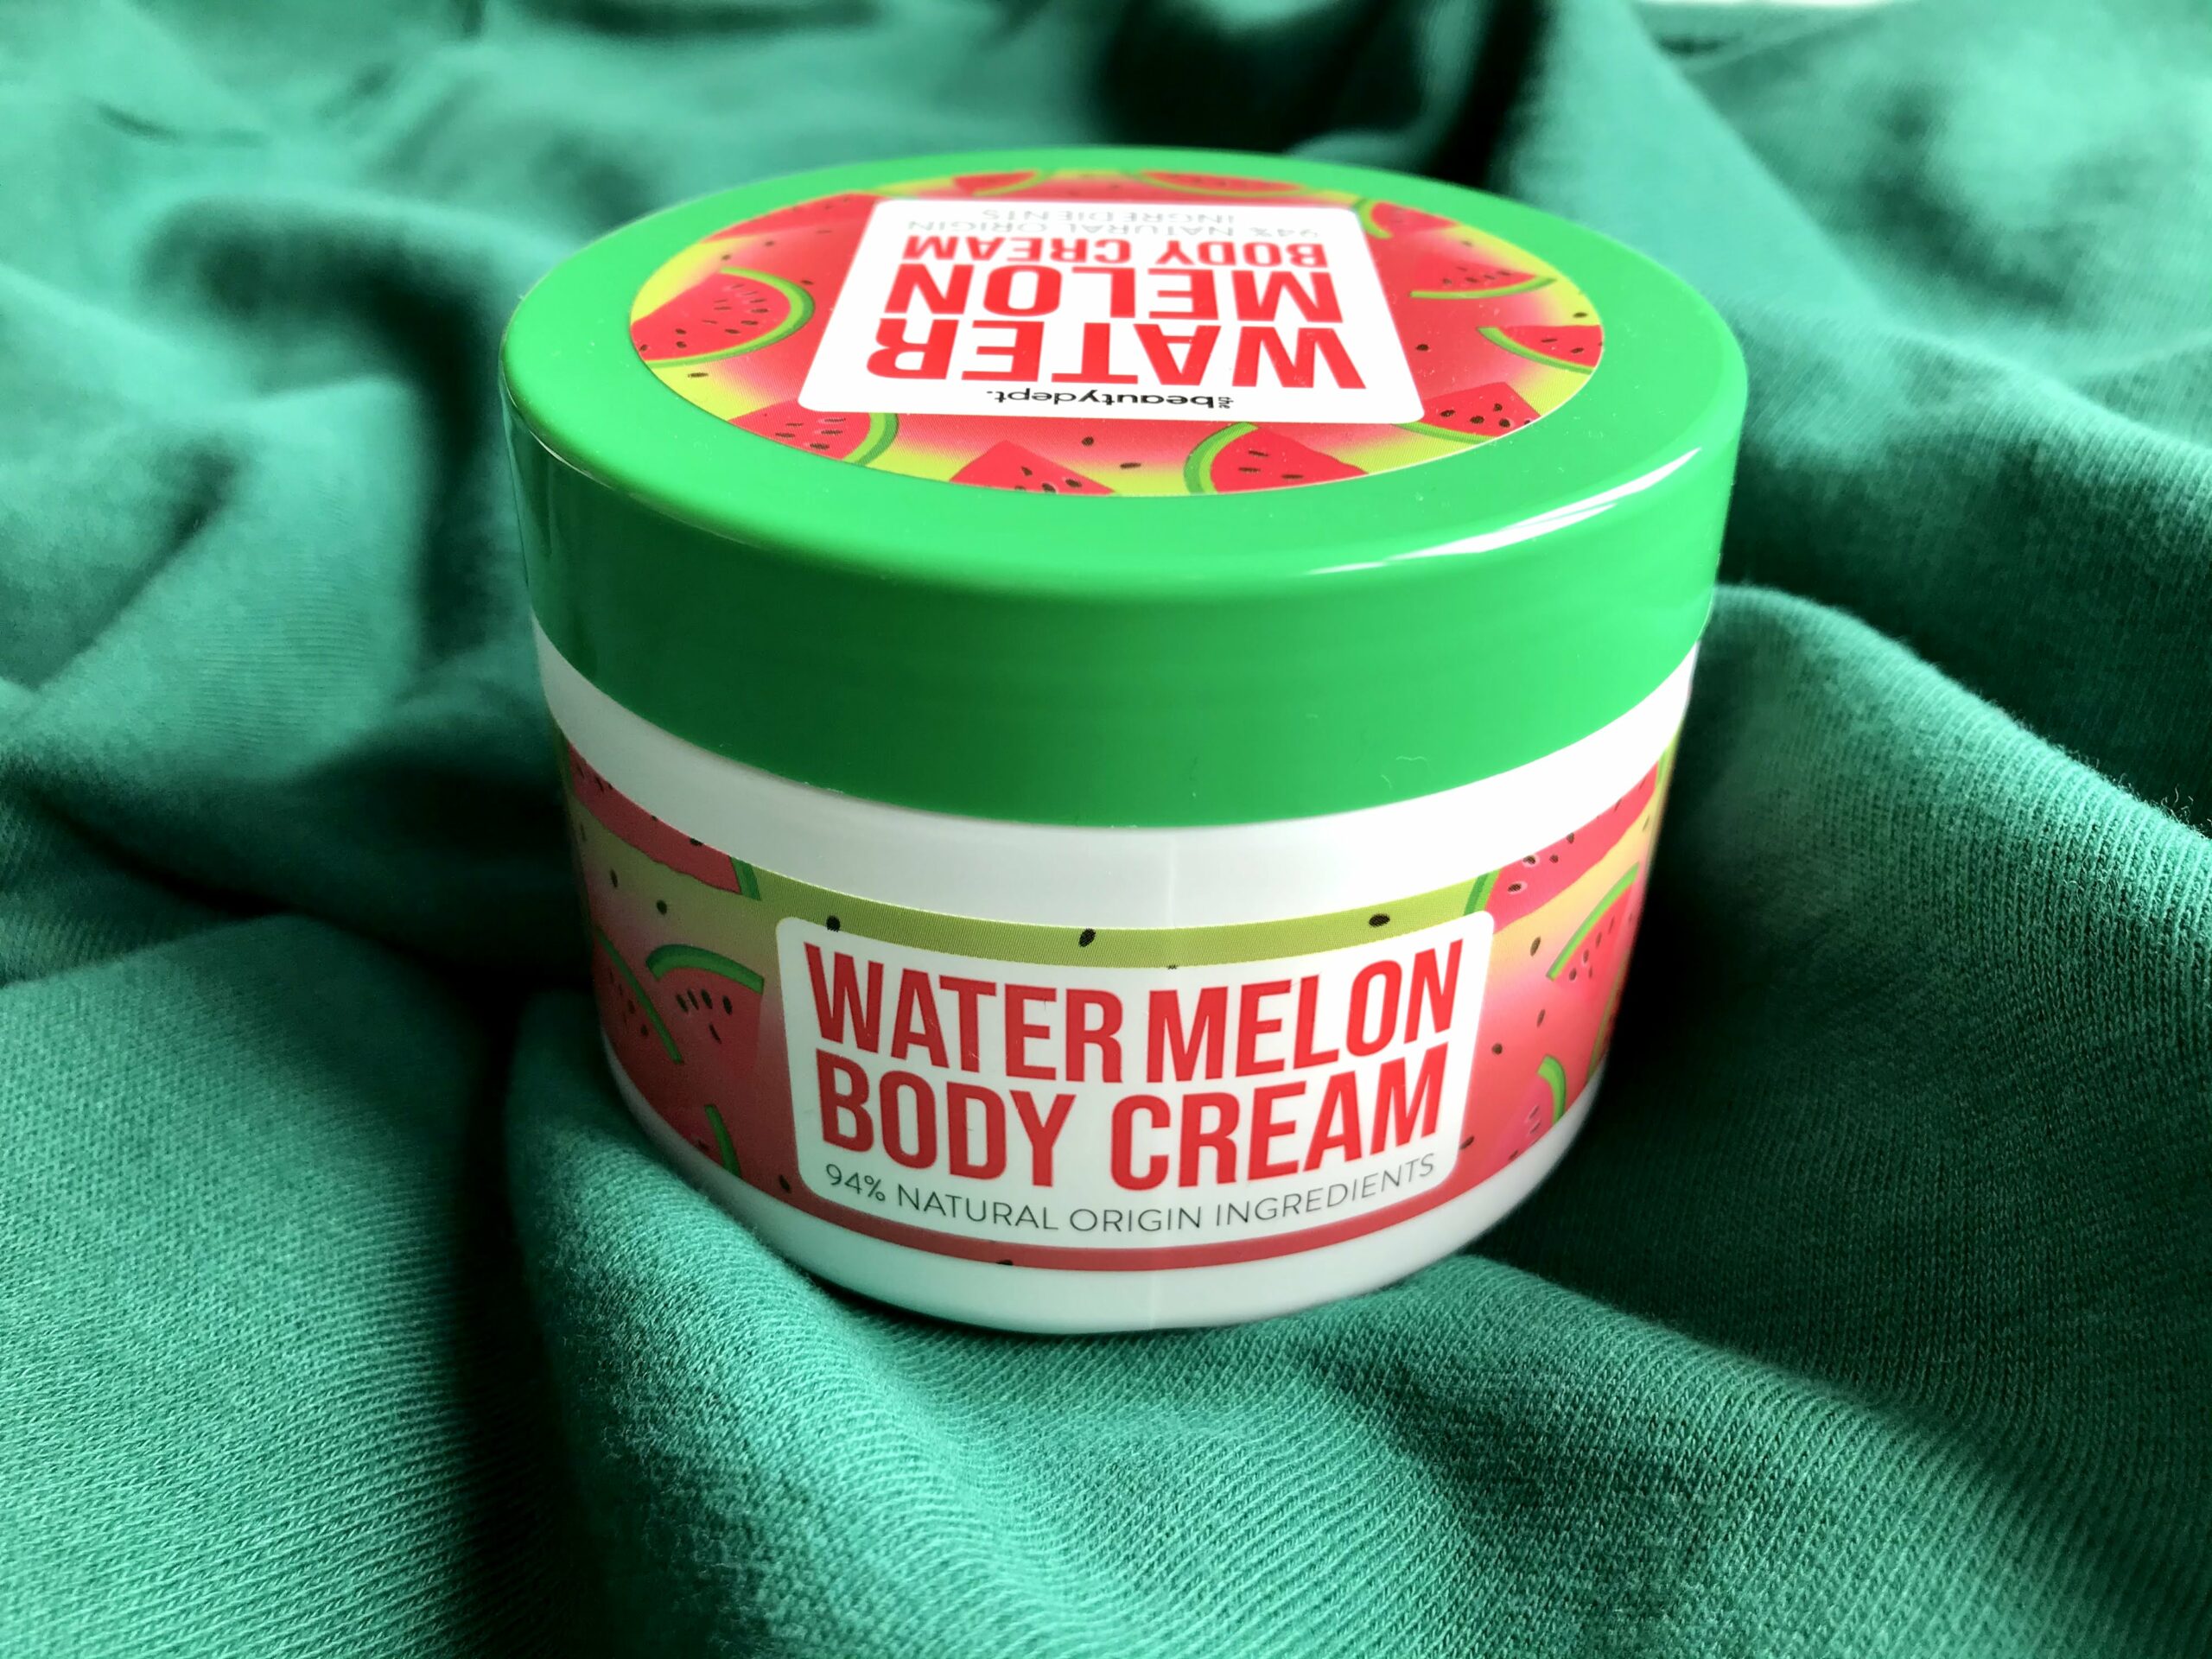 the beautydept.
WATER
MELON
BODY CREAM
94% NATURAL ORIGIN
INGREDIENTS
WATER MELON
BODY CREAM
94% NATURAL ORIGIN INGREDIENTS